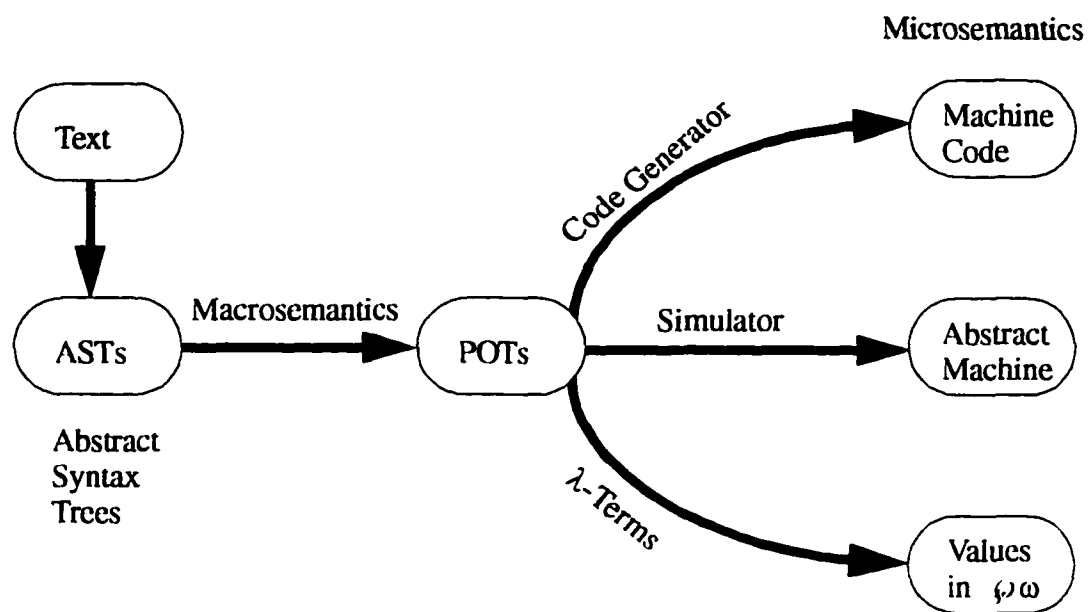 Microsemantics
Text
Machine
Code
Code Generator
Macrosemantics
ASTs
POTs
Simulator
Abstract
Machine
Abstract
Syntax
Trees
λ-Terms
Values
in ℘ω